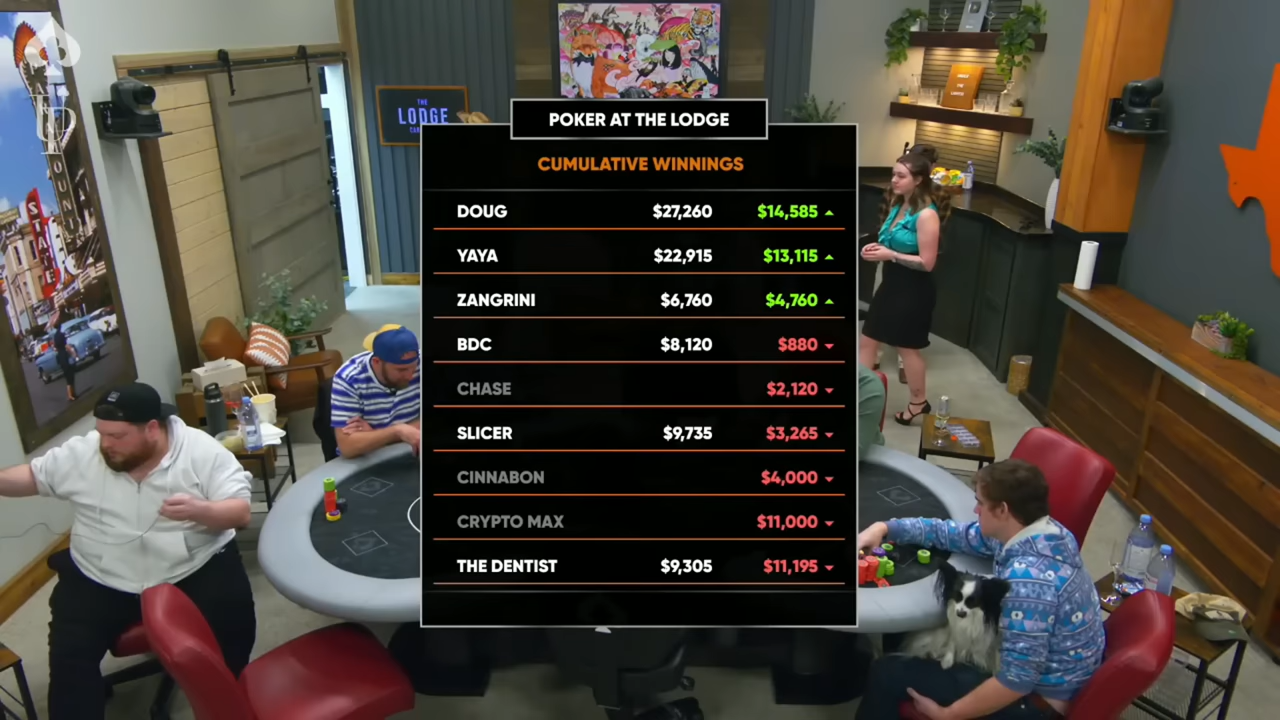 POKER AT THE LODGE
CUMULATIVE WINNINGS
DOUG $27,260 $14,585
YAYA $22,915 $13,115
ZANGRINI $6,760 $4,760
BDC $8,120 $880
CHASE $2,120
SLICER $9,735 $3,265
CINNABON $4,000
CRYPTO MAX $11,000
THE DENTIST $9,305 $11,195
THE
LODGE
STATE